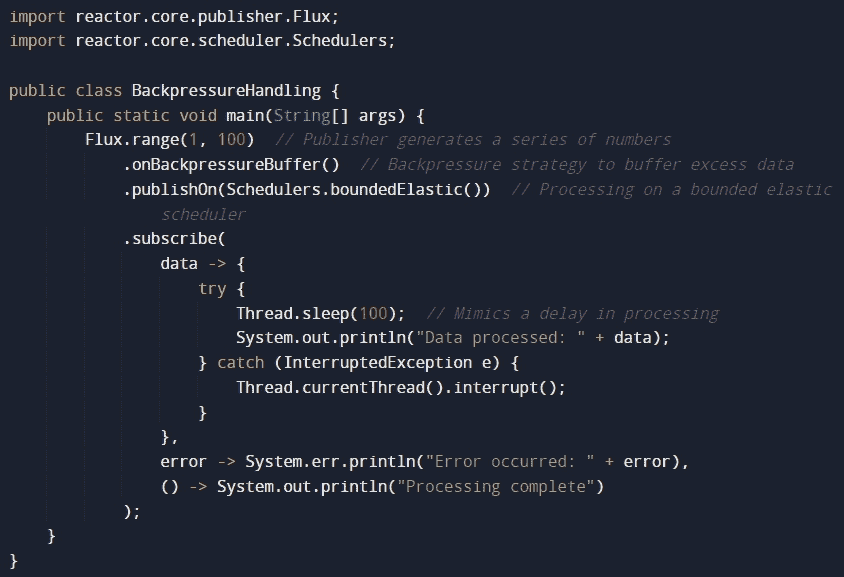 import reactor.core.publisher.Flux;
import reactor.core.scheduler.Schedulers;

public class BackpressureHandling {
    public static void main(String[] args) {
        Flux.range(1, 100)  // Publisher generates a series of numbers
            .onBackpressureBuffer()  // Backpressure strategy to buffer excess data
            .publishOn(Schedulers.boundedElastic())  // Processing on a bounded elastic
                scheduler
            .subscribe(
                data -> {
                    try {
                        Thread.sleep(100);  // Mimics a delay in processing
                        System.out.println("Data processed: " + data);
                    } catch (InterruptedException e) {
                        Thread.currentThread().interrupt();
                    }
                },
                error -> System.err.println("Error occurred: " + error),
                () -> System.out.println("Processing complete")
            );
    }
}